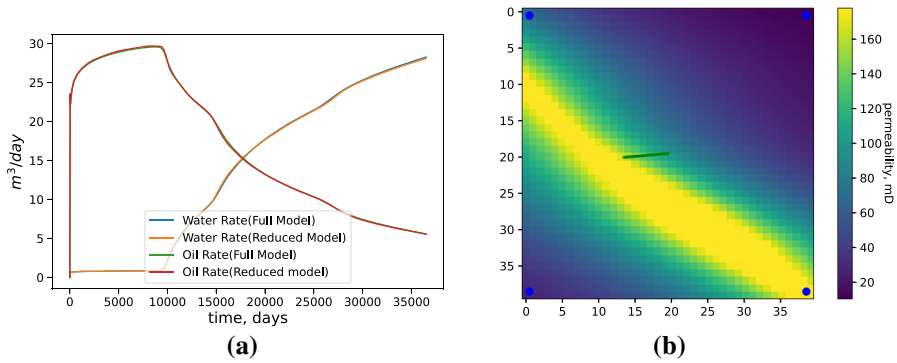 30
25
20
15
10
5
0
m³/day
Water Rate(Full Model)
Water Rate(Reduced Model)
Oil Rate(Full Model)
Oil Rate(Reduced model)
0 5000 10000 15000 20000 25000 30000 35000
time, days
(a)
0
5
10
15
20
25
30
35
0 5 10 15 20 25 30 35
160
140
120
100
80
60
40
20
permeability, mD
(b)